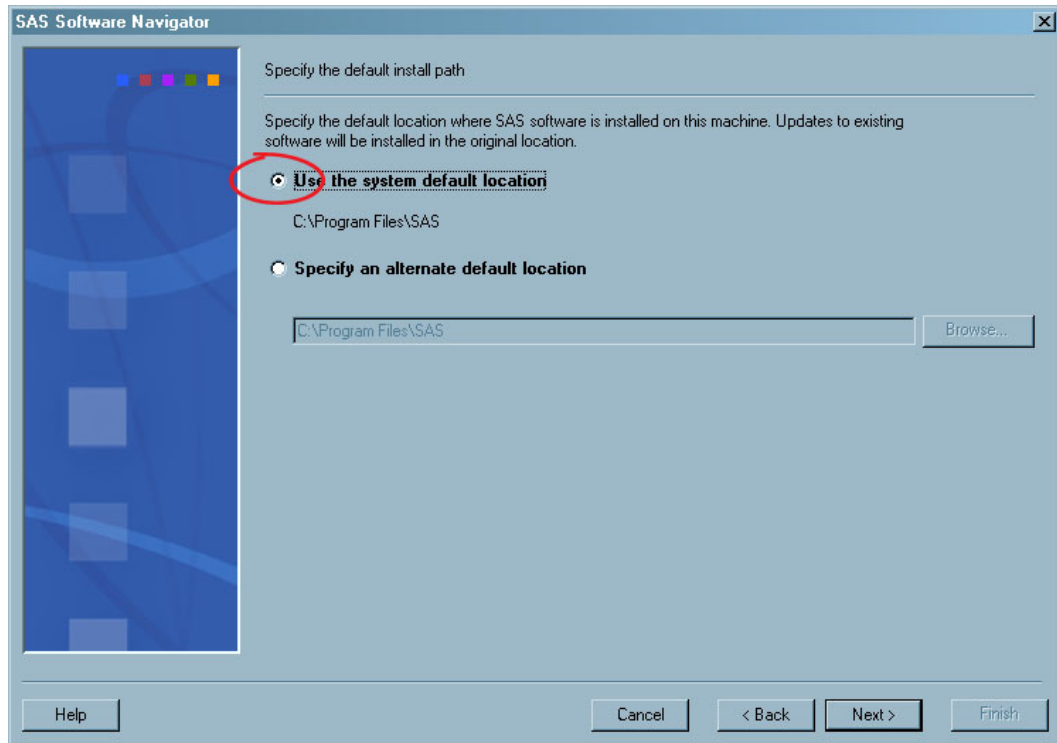 SAS Software Navigator
Specify the default install path
Specify the default location where SAS software is installed on this machine. Updates to existing
software will be installed in the original location.
Use the system default location
C:\Program Files\SAS
Specify an alternate default location
C:\Program Files\SAS
Browse...
Help
Cancel
< Back
Next >
Finish